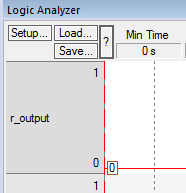 Logic Analyzer
Setup... Load... ? Min Time
Save... 0 s
1
r_output
0 0
1